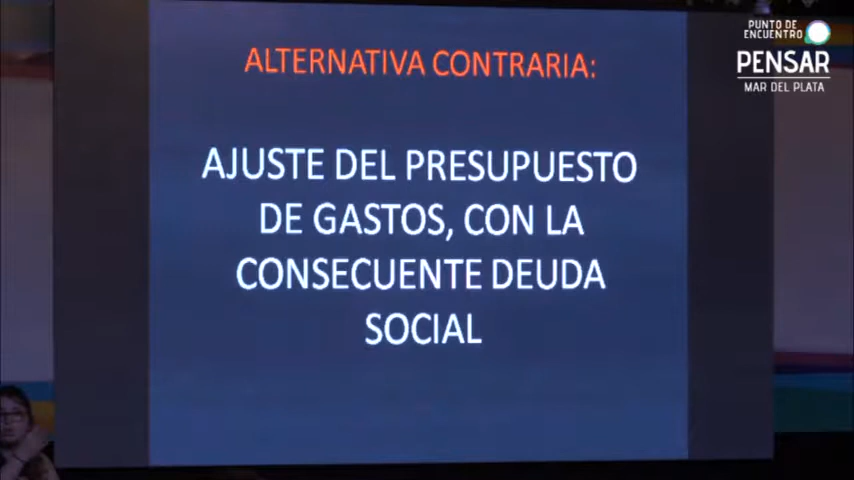 PUNTO DE
ENCUENTRO
PENSAR
MAR DEL PLATA
ALTERNATIVA CONTRARIA:
AJUSTE DEL PRESUPUESTO
DE GASTOS, CON LA
CONSECUENTE DEUDA
SOCIAL